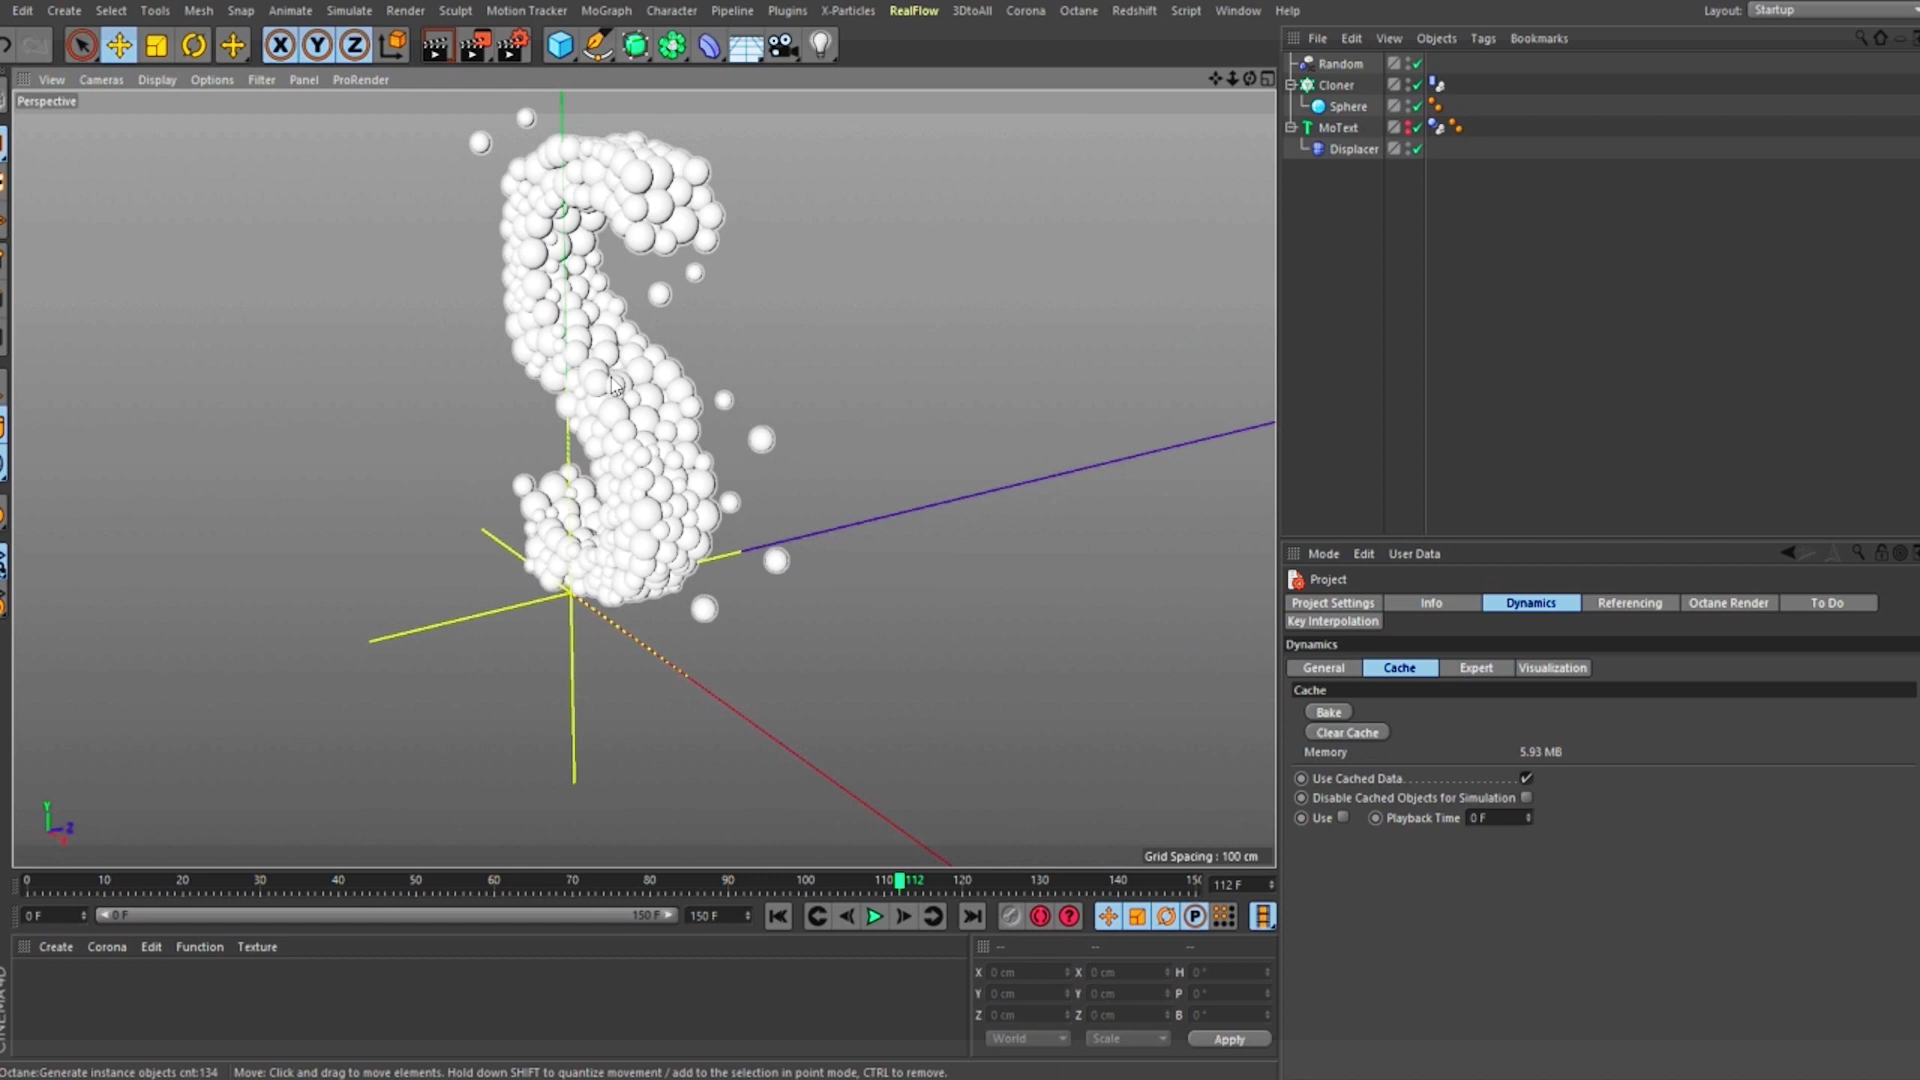 Edit Create Select Tools Mesh Snap Animate Simulate Render Sculpt Motion Tracker MoGraph Character Pipeline Plugins X-Particles RealFlow 3DtoAll Corona Octane Redshift Script Window Help Layout: Startup
X Y Z
File Edit View Objects Tags Bookmarks
View Cameras Display Options Filter Panel ProRender
Perspective
Random
Cloner
Sphere
MoText
Displacer
Mode Edit User Data
Project
Project Settings Info Dynamics Referencing Octane Render To Do
Key Interpolation
Dynamics
General Cache Expert Visualization
Cache
Bake
Clear Cache
Memory 5.93 MB
Use Cached Data
Disable Cached Objects for Simulation
Use Playback Time 0 F
Y
Z
Grid Spacing : 100 cm
0 10 20 30 40 50 60 70 80 90 100 110 112 120 130 140 150 112 F
0 F 0 F 150 F 150 F
Create Corona Edit Function Texture -- -- --
X 0 cm X 0 cm H 0 °
Y 0 cm Y 0 cm P 0 °
Z 0 cm Z 0 cm B 0 °
World Scale Apply
CINEMA 4D
Octane:Generate instance objects cnt:134 Move: Click and drag to move elements. Hold down SHIFT to quantize movement / add to the selection in point mode, CTRL to remove.